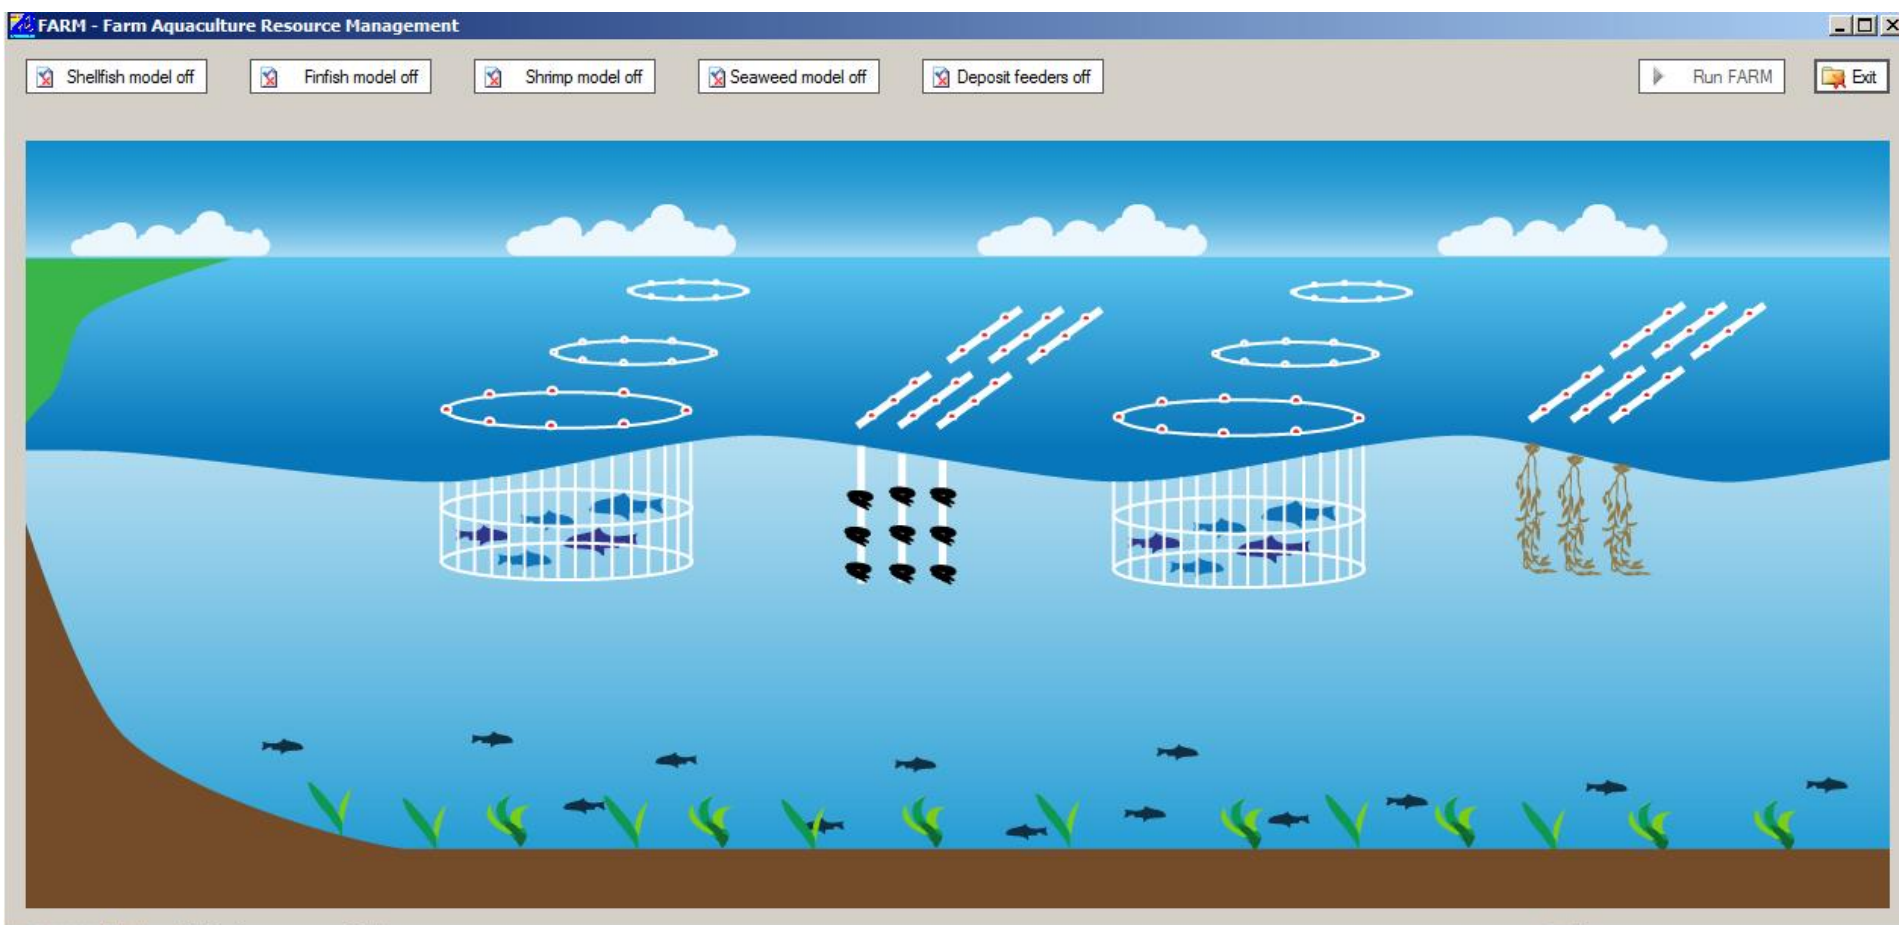 FARM - Farm Aquaculture Resource Management
Shellfish model off
Finfish model off
Shrimp model off
Seaweed model off
Deposit feeders off
Run FARM
Exit